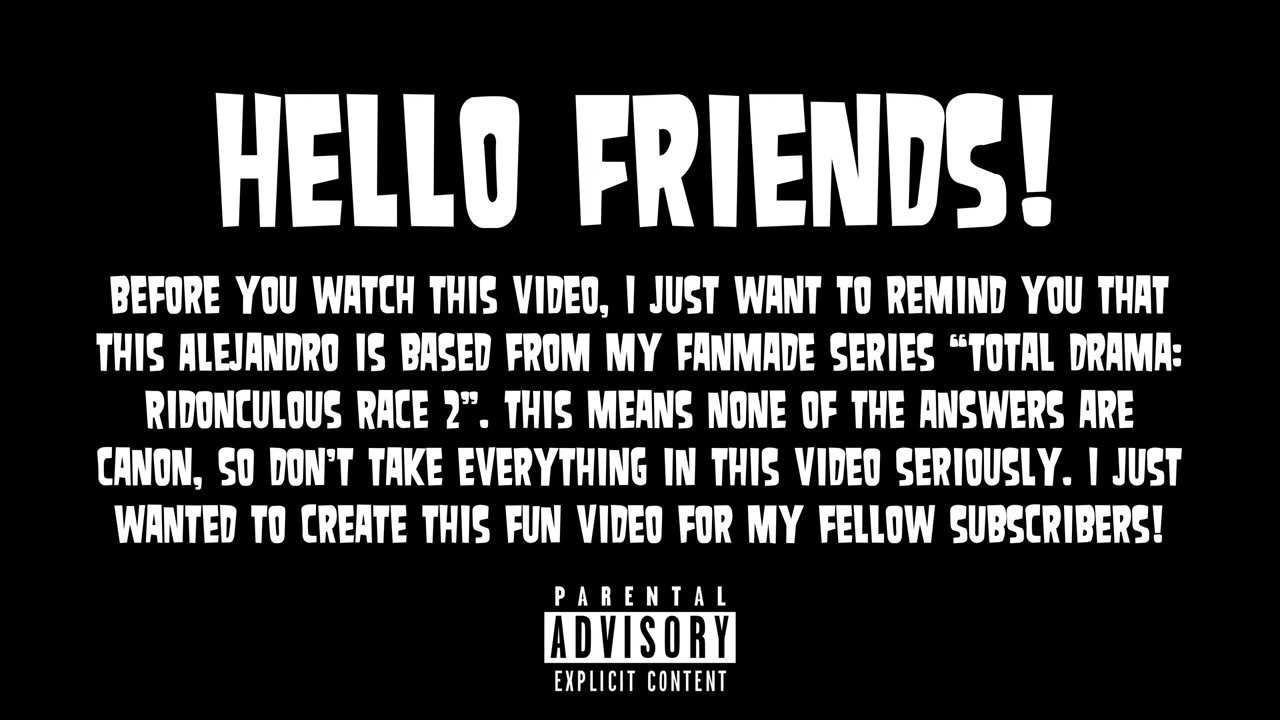 HELLO FRIENDS!
BEFORE YOU WATCH THIS VIDEO, I JUST WANT TO REMIND YOU THAT
THIS ALEJANDRO IS BASED FROM MY FANMADE SERIES “TOTAL DRAMA:
RIDONCULOUS RACE 2”. THIS MEANS NONE OF THE ANSWERS ARE
CANON, SO DON’T TAKE EVERYTHING IN THIS VIDEO SERIOUSLY. I JUST
WANTED TO CREATE THIS FUN VIDEO FOR MY FELLOW SUBSCRIBERS!
PARENTAL
ADVISORY
EXPLICIT CONTENT